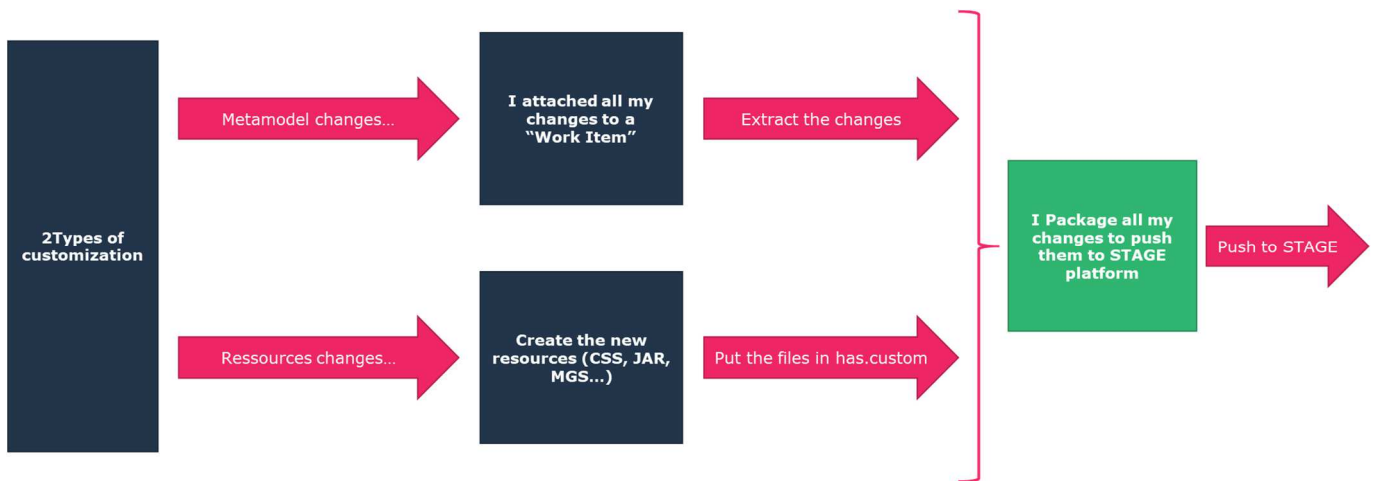 2Types of
customization
Metamodel changes...
I attached all my
changes to a
“Work Item”
Extract the changes
Ressources changes...
Create the new
resources (CSS, JAR,
MGS...)
Put the files in has.custom
I Package all my
changes to push
them to STAGE
platform
Push to STAGE